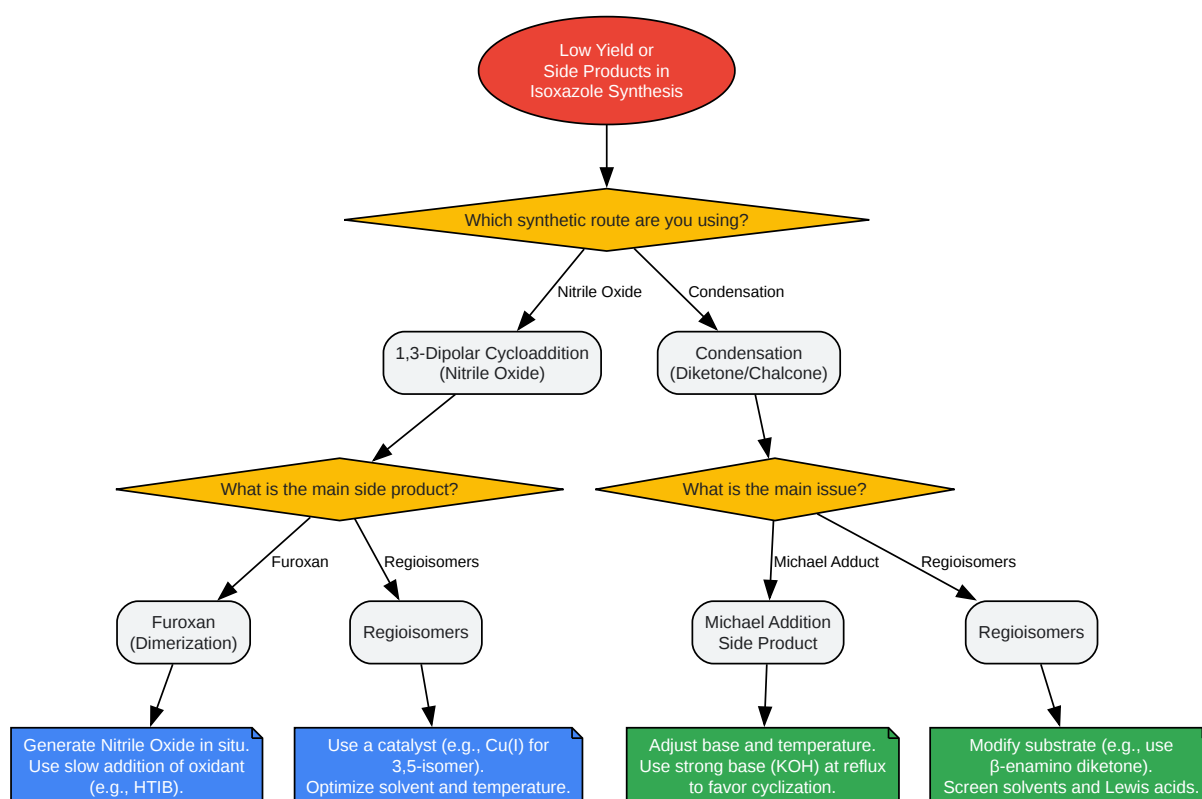 Low Yield or
Side Products in
Isoxazole Synthesis
Which synthetic route are you using?
Nitrile Oxide
Condensation
1,3-Dipolar Cycloaddition
(Nitrile Oxide)
Condensation
(Diketone/Chalcone)
What is the main side product?
What is the main issue?
Furoxan
Regioisomers
Michael Adduct
Regioisomers
Furoxan
(Dimerization)
Regioisomers
Michael Addition
Side Product
Regioisomers
Generate Nitrile Oxide in situ.
Use slow addition of oxidant
(e.g., HTIB).
Use a catalyst (e.g., Cu(I) for
3,5-isomer).
Optimize solvent and temperature.
Adjust base and temperature.
Use strong base (KOH) at reflux
to favor cyclization.
Modify substrate (e.g., use
β-enamino diketone).
Screen solvents and Lewis acids.